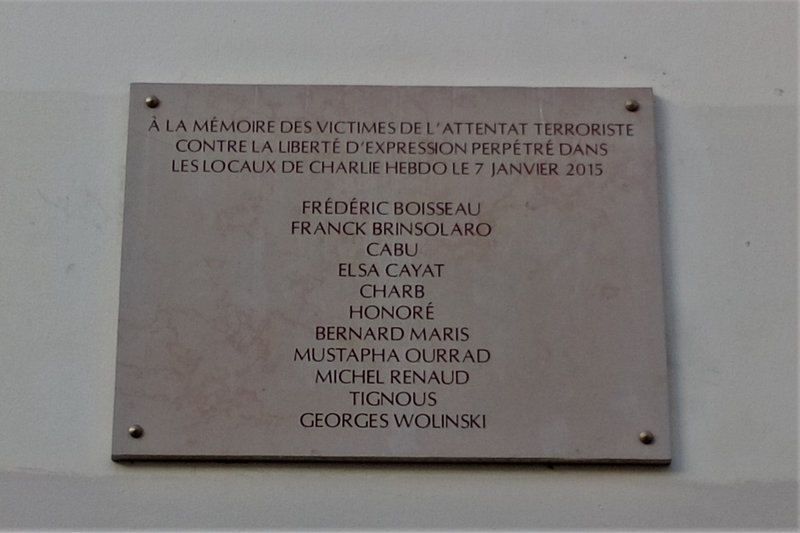 À LA MÉMOIRE DES VICTIMES DE L'ATTENTAT TERRORISTE
CONTRE LA LIBERTÉ D'EXPRESSION PERPÉTRÉ DANS
LES LOCAUX DE CHARLIE HEBDO LE 7 JANVIER 2015
FRÉDÉRIC BOISSEAU
FRANCK BRINSOLARO
CABU
ELSA CAYAT
CHARB
HONORÉ
BERNARD MARIS
MUSTAPHA OURRAD
MICHEL RENAUD
TIGNOUS
GEORGES WOLINSKI